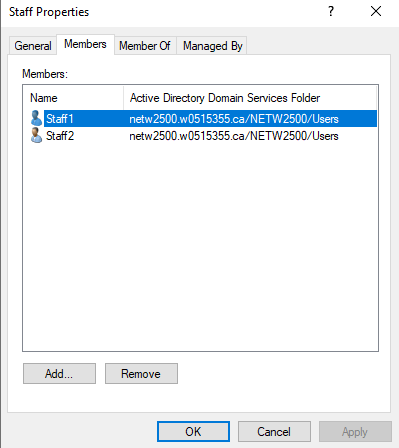 Staff Properties
? ×
General Members Member Of Managed By
Members:
Name Active Directory Domain Services Folder
Staff1 netw2500.w0515355.ca/NETW2500/Users
Staff2 netw2500.w0515355.ca/NETW2500/Users
Add... Remove
OK Cancel Apply